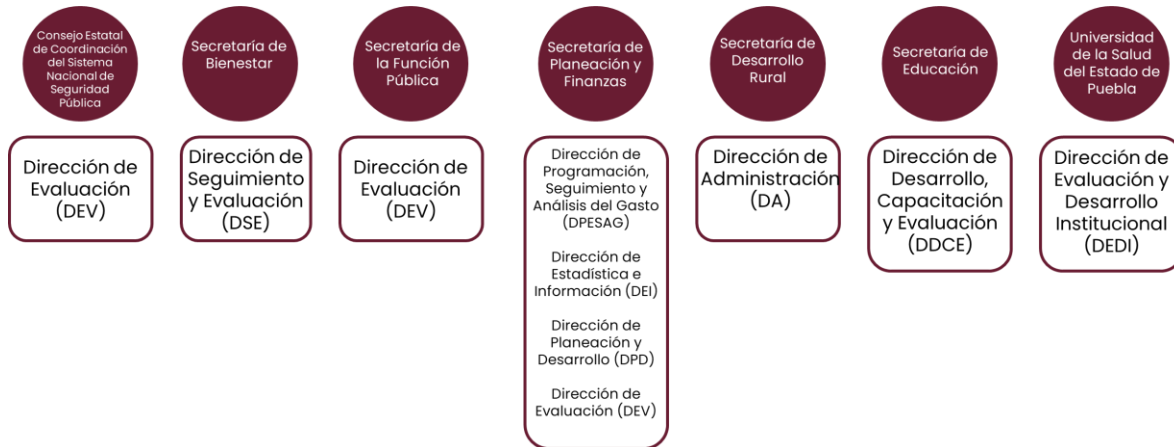 Consejo Estatal
de Coordinación
del Sistema
Nacional de
Seguridad
Pública
Secretaría de
Bienestar
Secretaría de
la Función
Pública
Secretaría de
Planeación y
Finanzas
Secretaría de
Desarrollo
Rural
Secretaría de
Educación
Universidad
de la Salud
del Estado de
Puebla
Dirección de
Evaluación
(DEV)
Dirección de
Seguimiento
y Evaluación
(DSE)
Dirección de
Evaluación
(DEV)
Dirección de
Programación,
Seguimiento y
Análisis del Gasto
(DPESAG)
Dirección de
Estadística e
Información (DEI)
Dirección de
Planeación y
Desarrollo (DPD)
Dirección de
Evaluación (DEV)
Dirección de
Administración
(DA)
Dirección de
Desarrollo,
Capacitación
y Evaluación
(DDCE)
Dirección de
Evaluación y
Desarrollo
Institucional
(DEDI)